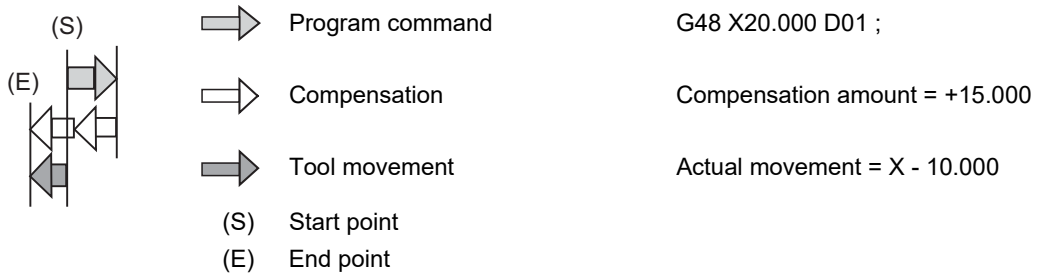 (S)
(E)
Program command G48 X20.000 D01 ;
Compensation Compensation amount = +15.000
Tool movement Actual movement = X - 10.000
(S) Start point
(E) End point